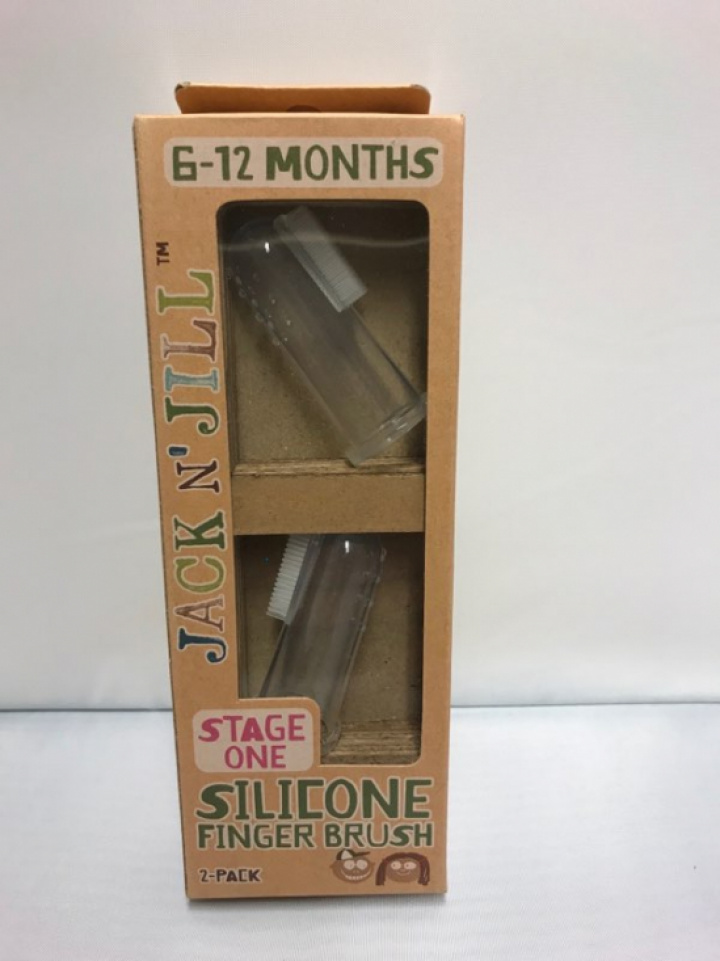 6-12 MONTHS
JACK N' JILL™
STAGE
ONE
SILICONE
FINGER BRUSH
2-PACK